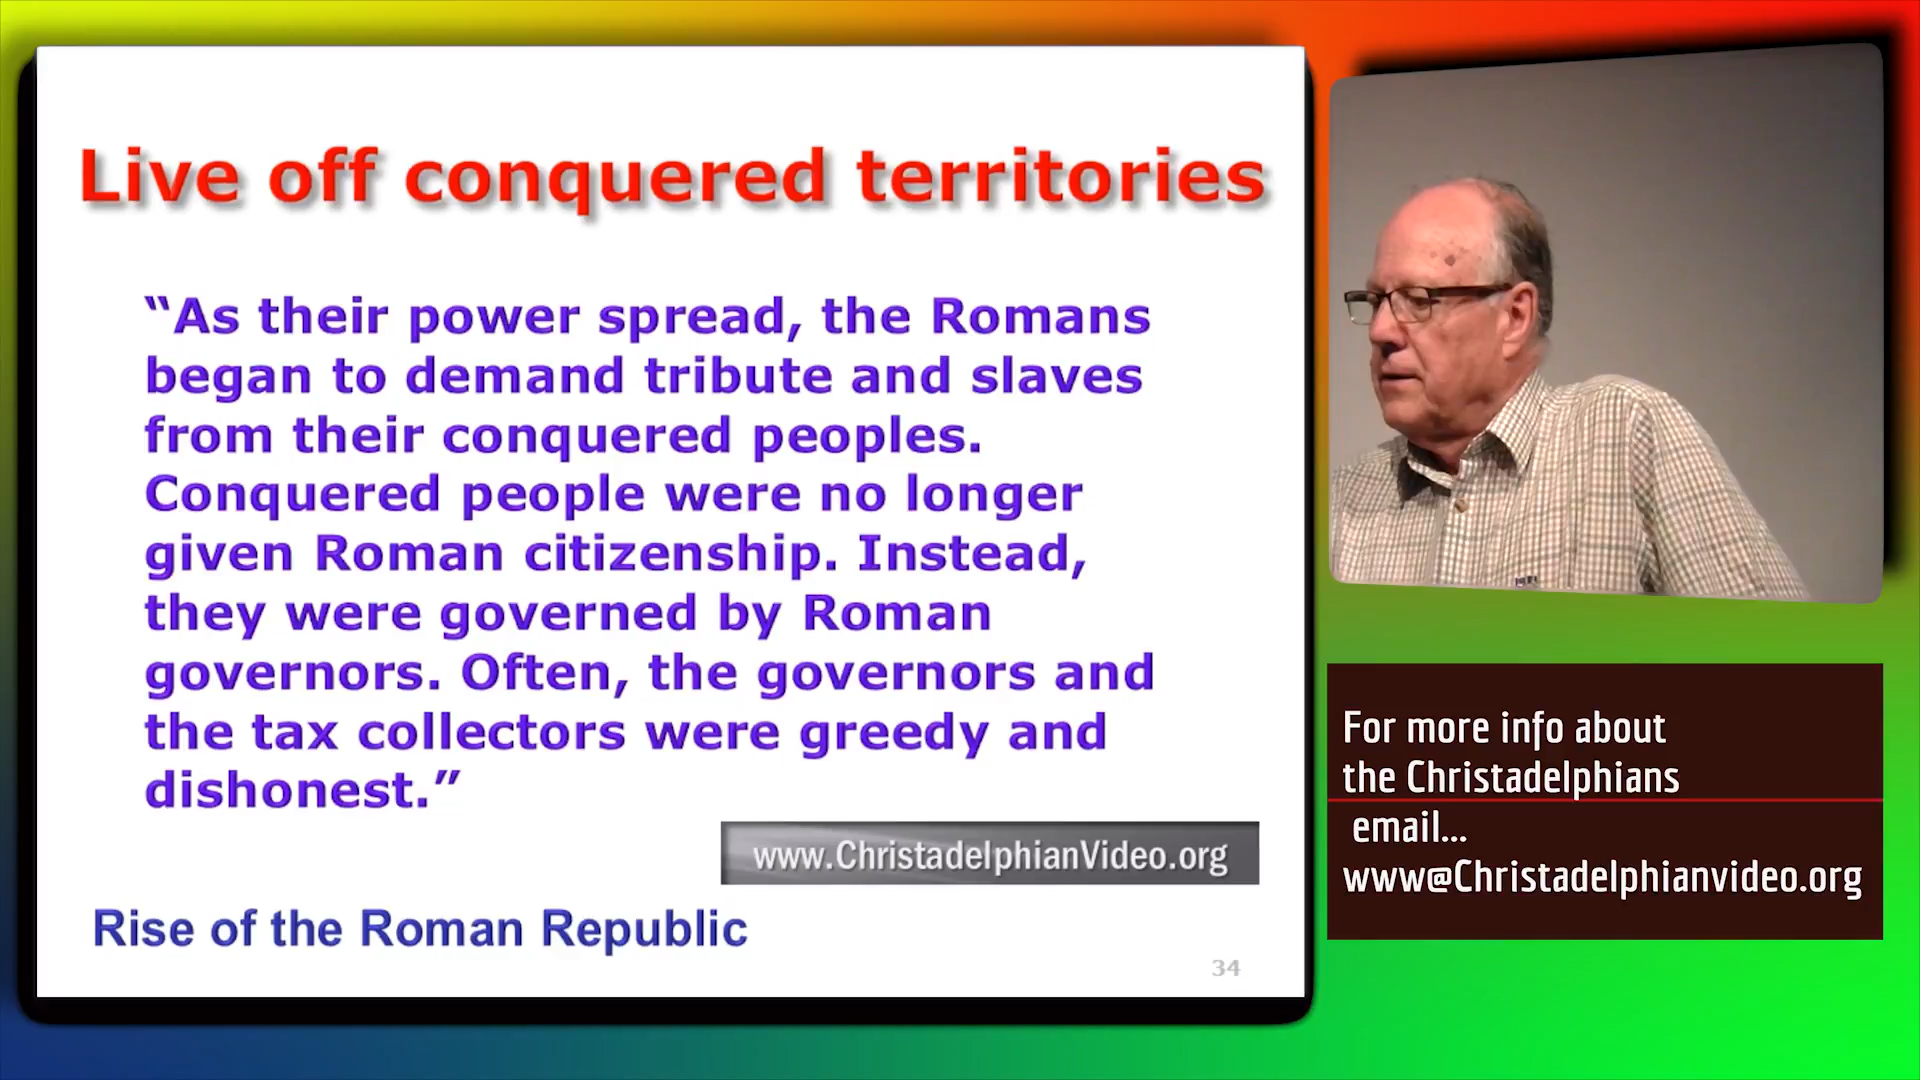 Live off conquered territories
“As their power spread, the Romans
began to demand tribute and slaves
from their conquered peoples.
Conquered people were no longer
given Roman citizenship. Instead,
they were governed by Roman
governors. Often, the governors and
the tax collectors were greedy and
dishonest.”
www.ChristadelphianVideo.org
Rise of the Roman Republic
34
For more info about
the Christadelphians
email...
www@Christadelphianvideo.org